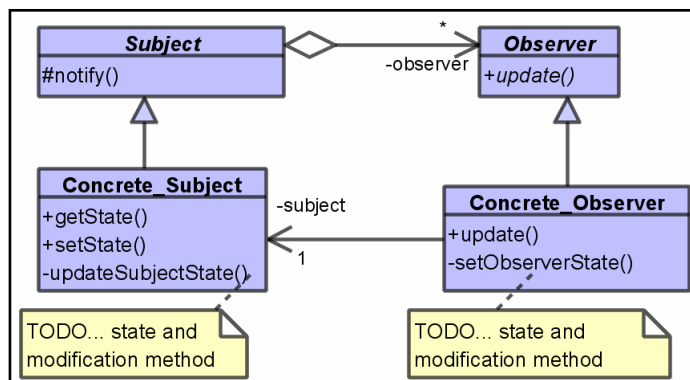 Subject
*
Observer
#notify()
-observer
+update()
Concrete_Subject
+getState()
+setState()
-updateSubjectState()
-subject
1
Concrete_Observer
+update()
-setObserverState()
TODO... state and
modification method
TODO... state and
modification method